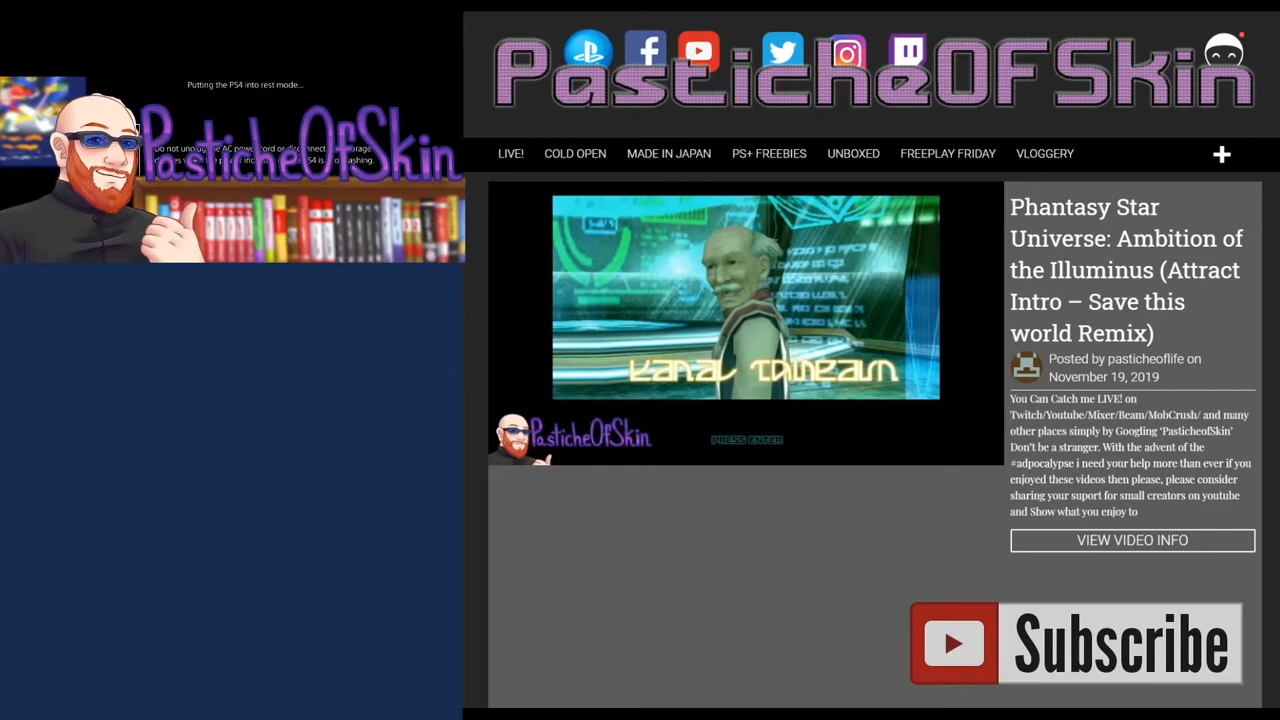 Putting the PS4 into rest mode...
PasticheOfSkin
PasticheOFSkin
LIVE!
COLD OPEN
MADE IN JAPAN
PS+ FREEBIES
UNBOXED
FREEPLAY FRIDAY
VLOGGERY
PasticheOfSkin
PRESS ENTER
Phantasy Star
Universe: Ambition of
the Illuminus (Attract
Intro – Save this
world Remix)
Posted by pasticheoflife on
November 19, 2019
You Can Catch me LIVE! on
Twitch/Youtube/Mixer/Beam/MobCrush/ and many
other places simply by Googling ‘PasticheofSkin’
Don’t be a stranger. With the advent of the
#adpocalypse i need your help more than ever if you
enjoyed these videos then please, please consider
sharing your suport for small creators on youtube
and Show what you enjoy to
VIEW VIDEO INFO
Subscribe